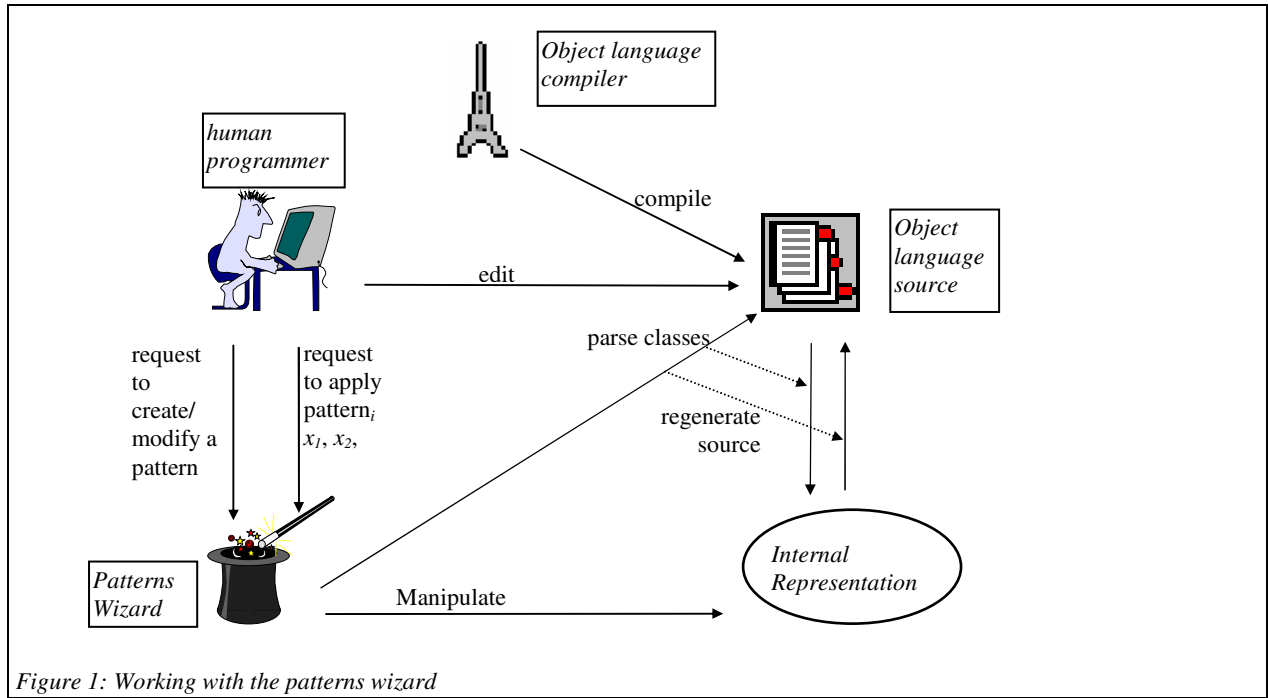 Object language
compiler
human
programmer
compile
Object
language
source
edit
parse classes
request
to
create/
modify a
pattern
request
to apply
patternᵢ
x₁, x₂,
regenerate
source
Internal
Representation
Patterns
Wizard
Manipulate
Figure 1: Working with the patterns wizard